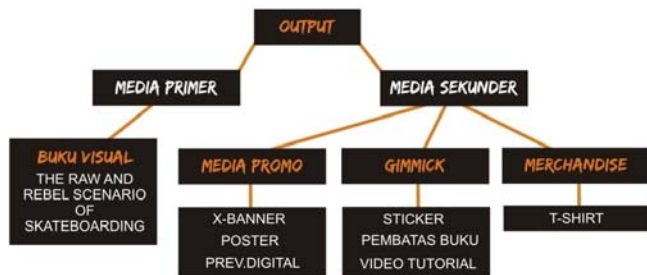 OUTPUT
MEDIA PRIMER
MEDIA SEKUNDER
BUKU VISUAL
THE RAW AND
REBEL SCENARIO
OF
SKATEBOARDING
MEDIA PROMO
X-BANNER
POSTER
PREV.DIGITAL
GIMMICK
STICKER
PEMBATAS BUKU
VIDEO TUTORIAL
MERCHANDISE
T-SHIRT